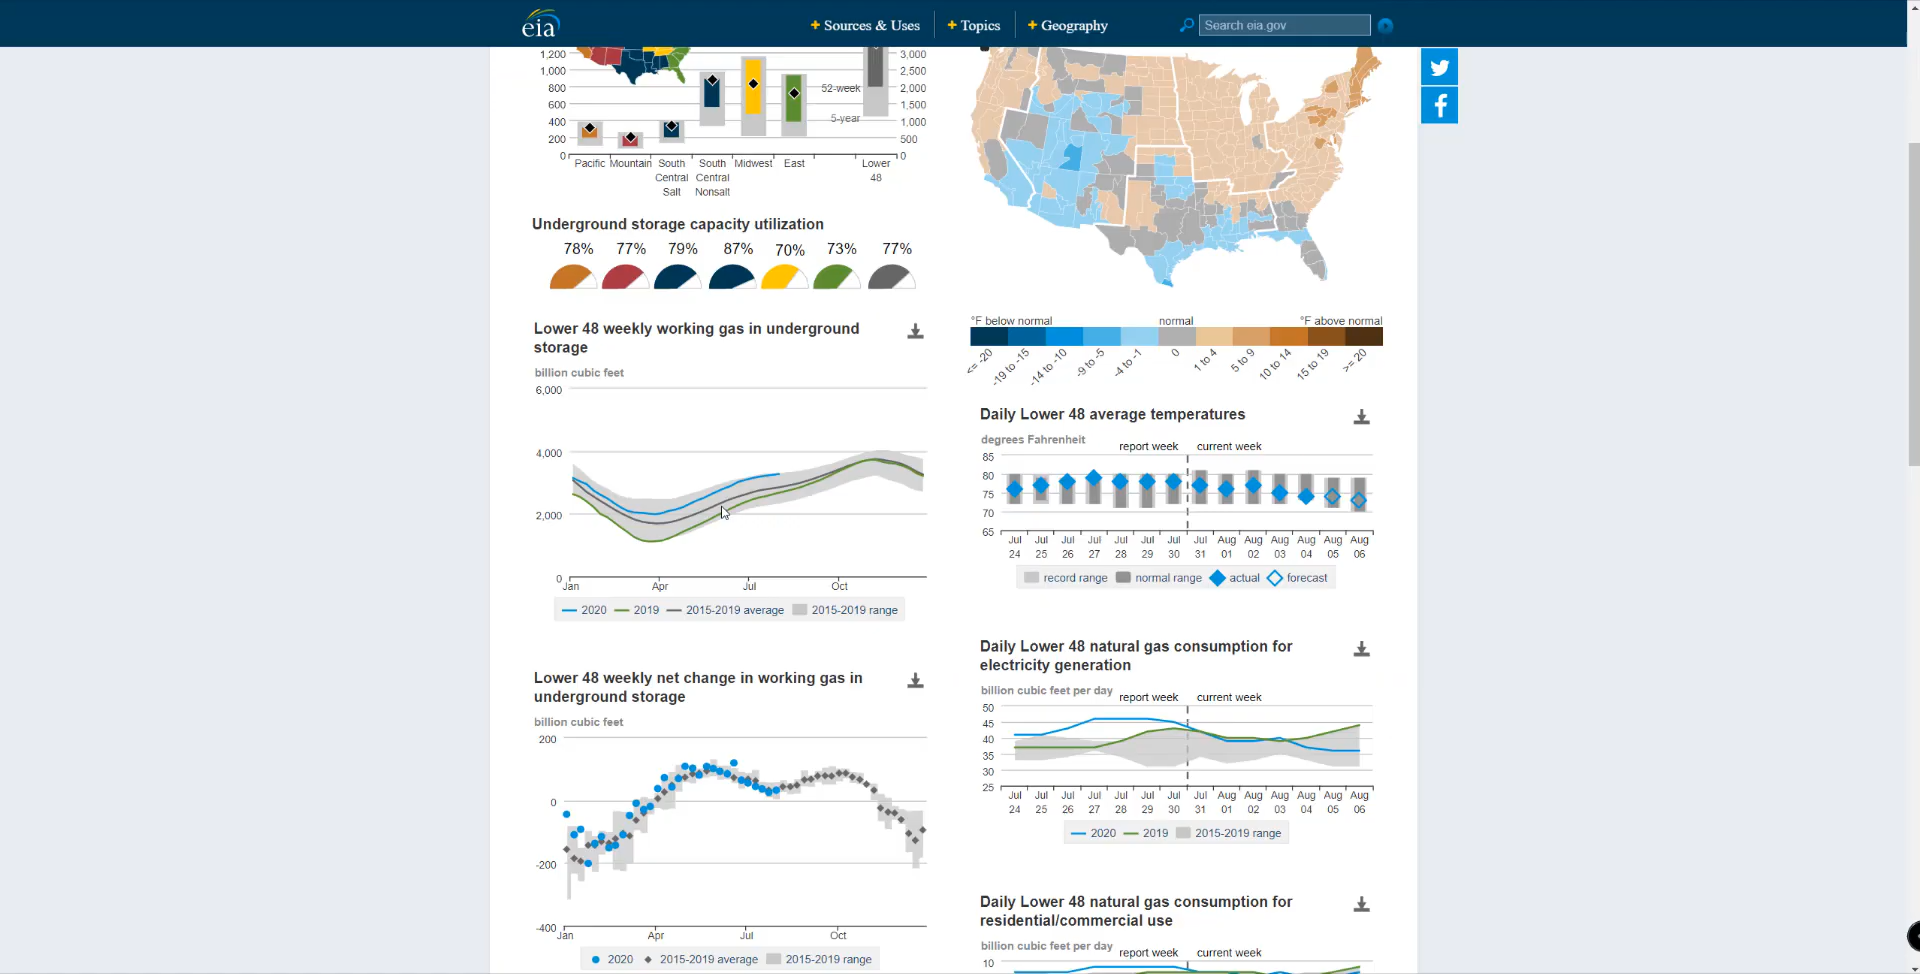 eia
+ Sources & Uses
+ Topics
+ Geography
Search eia.gov
1,200
1,000
800
600
400
200
0
52-week
5-year
3,000
2,500
2,000
1,500
1,000
500
0
Pacific Mountain South Central Salt
South Central Nonsalt
Midwest East
Lower 48
Underground storage capacity utilization
78% 77% 79% 87% 70% 73% 77%
Lower 48 weekly working gas in underground
storage
billion cubic feet
6,000
4,000
2,000
0
Jan Apr Jul Oct
2020 2019 2015-2019 average 2015-2019 range
Lower 48 weekly net change in working gas in
underground storage
billion cubic feet
200
0
-200
-400
Jan Apr Jul Oct
2020 2015-2019 average 2015-2019 range
°F below normal normal °F above normal
<= -20 -19 to -15 -14 to -10 -9 to -5 -4 to -1 0 1 to 4 5 to 9 10 to 14 15 to 19 >= 20
Daily Lower 48 average temperatures
degrees Fahrenheit
report week current week
85
80
75
70
65
Jul Jul Jul Jul Jul Jul Jul Jul Aug Aug Aug Aug Aug Aug
24 25 26 27 28 29 30 31 01 02 03 04 05 06
record range normal range actual forecast
Daily Lower 48 natural gas consumption for
electricity generation
billion cubic feet per day
report week current week
50
45
40
35
30
25
Jul Jul Jul Jul Jul Jul Jul Jul Aug Aug Aug Aug Aug Aug
24 25 26 27 28 29 30 31 01 02 03 04 05 06
2020 2019 2015-2019 range
Daily Lower 48 natural gas consumption for
residential/commercial use
billion cubic feet per day
report week current week
10